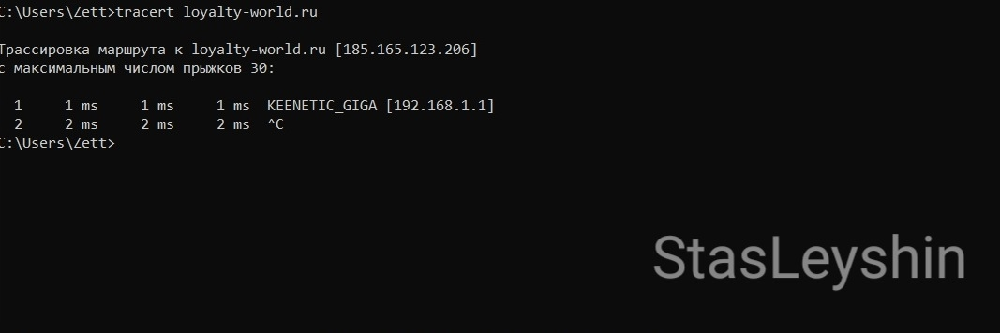 C:\Users\Zett>tracert loyalty-world.ru
Трассировка маршрута к loyalty-world.ru [185.165.123.206]
с максимальным числом прыжков 30:
1 1 ms 1 ms 1 ms KEENETIC_GIGA [192.168.1.1]
2 2 ms 2 ms 2 ms ^C
C:\Users\Zett>
StasLeyshin